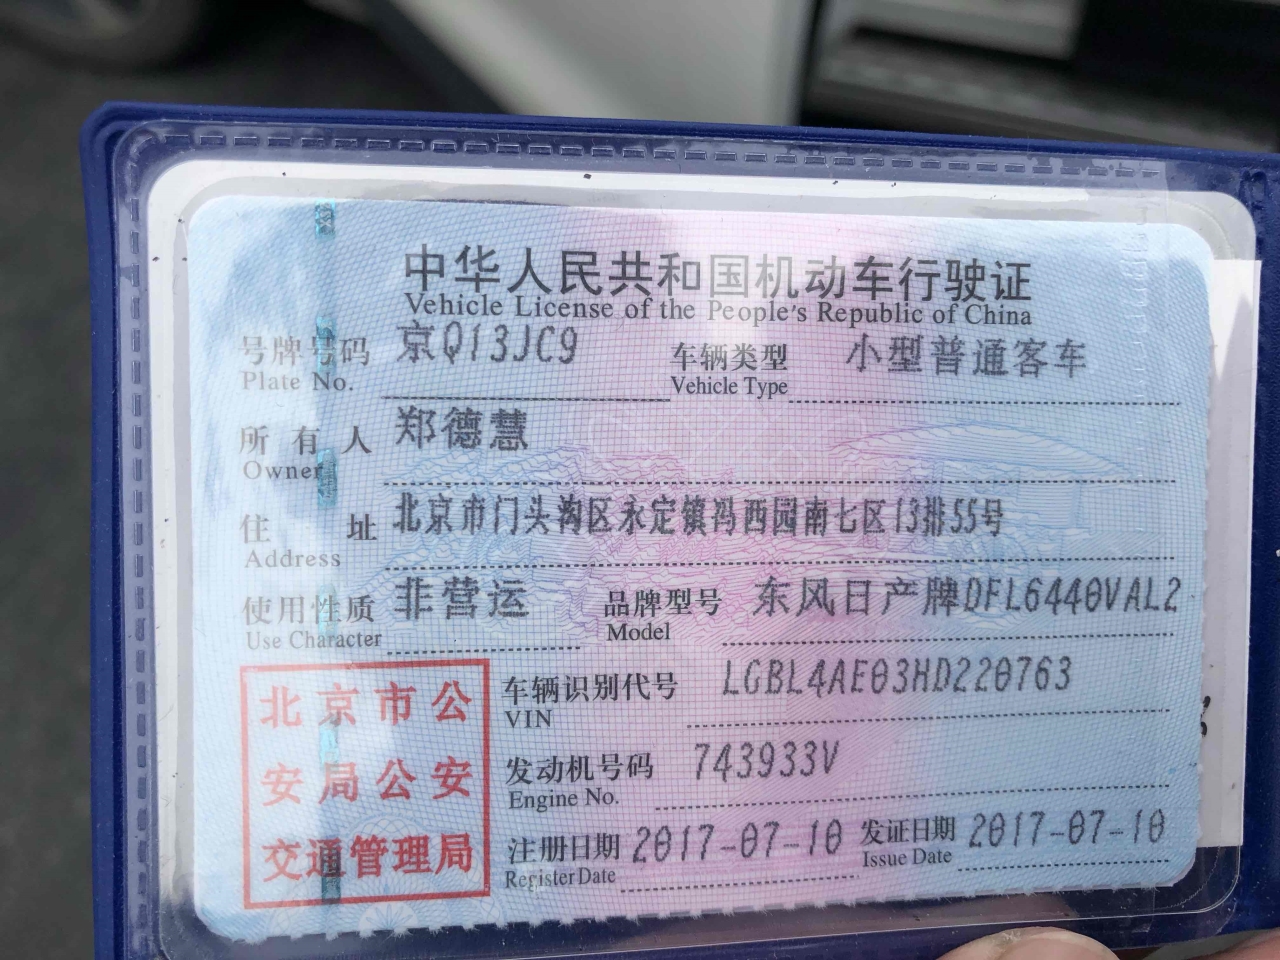 中华人民共和国机动车行驶证
Vehicle License of the People's Republic of China
号牌号码 京Q13JC9 车辆类型 小型普通客车
Plate No. Vehicle Type
所有人 郑德慧
Owner
住址 北京市门头沟区永定镇冯西园南七区13排55号
Address
使用性质 非营运 品牌型号 东风日产牌DFL6440VAL2
Use Character Model
北京市公
安局公安
交通管理局
车辆识别代号 LGBL4AE03HD220763
VIN
发动机号码 743933V
Engine No.
注册日期 2017-07-10 发证日期 2017-07-10
Register Date Issue Date